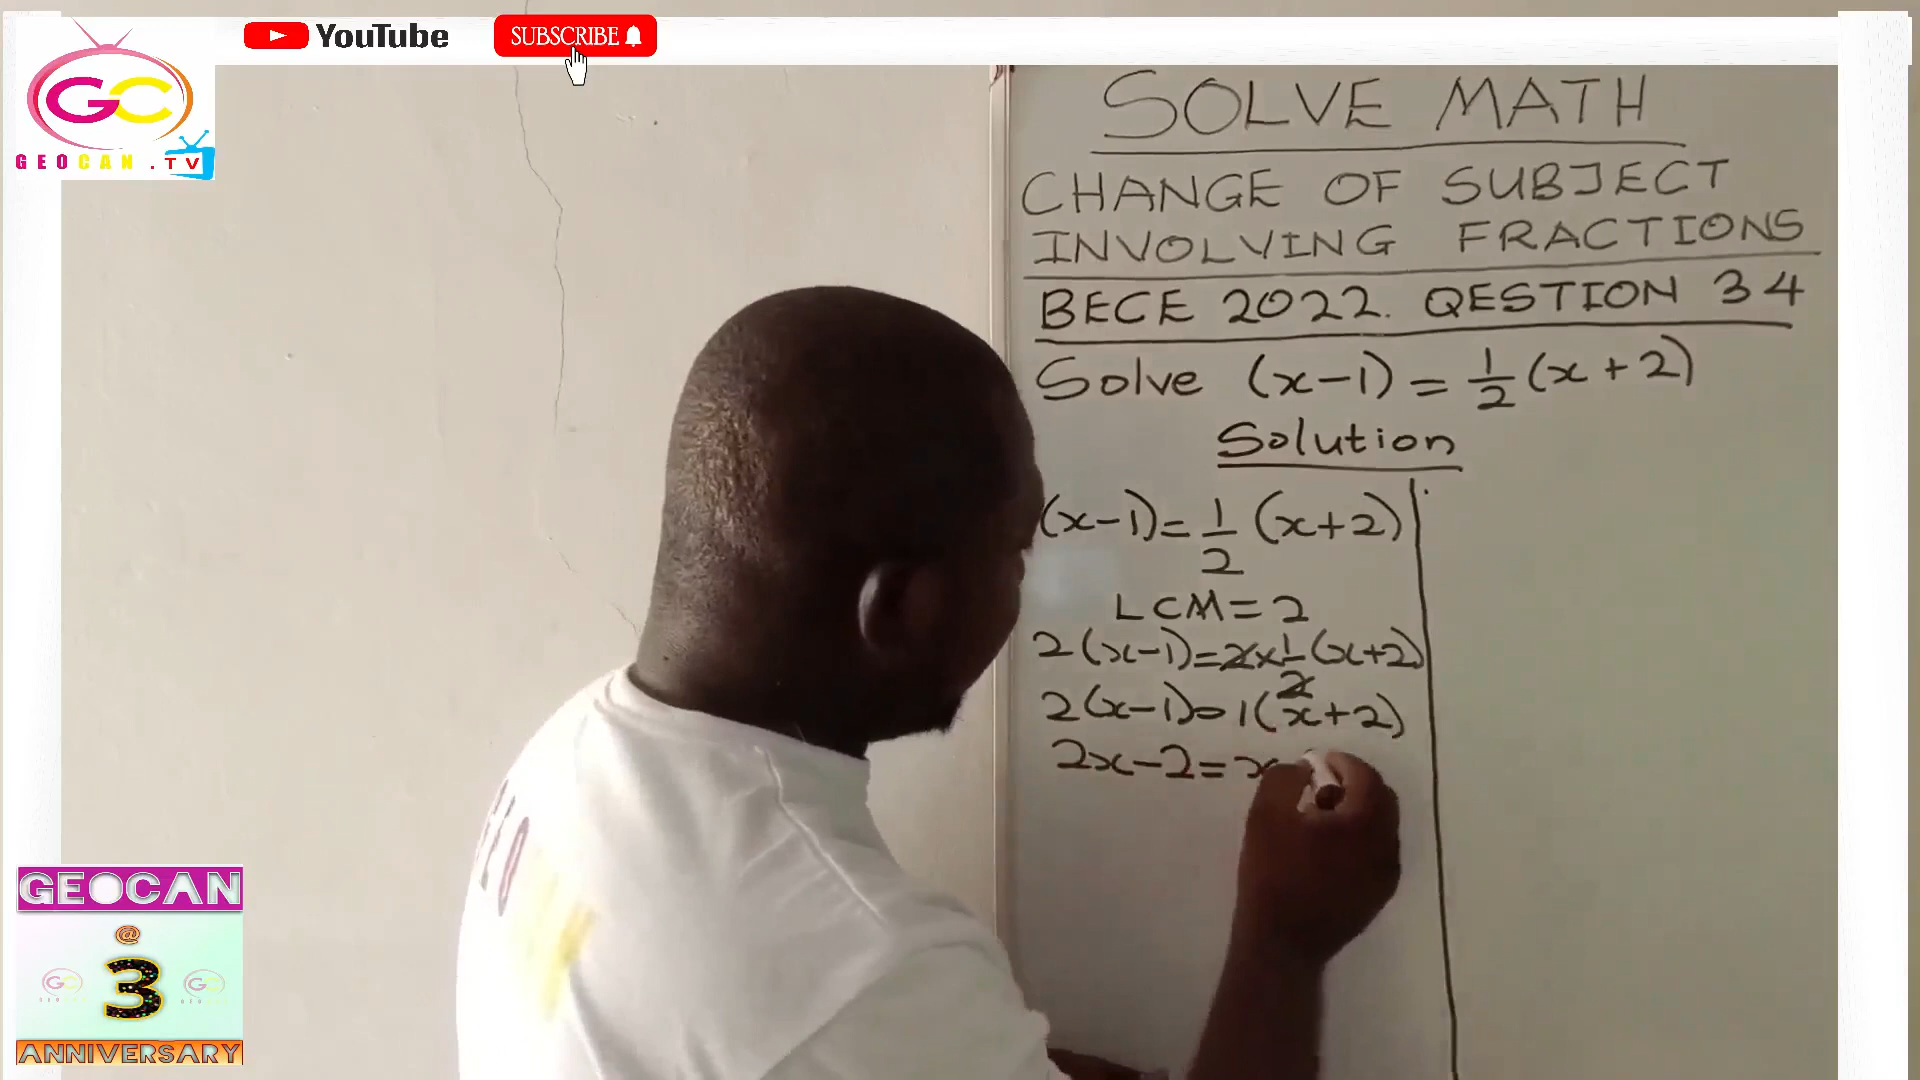 YouTube
SUBSCRIBE
GC
GEOCAN.TV
SOLVE MATH
CHANGE OF SUBJECT
INVOLVING FRACTIONS
BECE 2022. QESTION 34
Solve (x-1) = 1/2 (x+2)
Solution
(x-1) = 1/2 (x+2)
LCM = 2
2(x-1) = 2x1/2(x+2)
2(x-1) = 1(x+2)
2x-2=x
GEOCAN
@
3
ANNIVERSARY